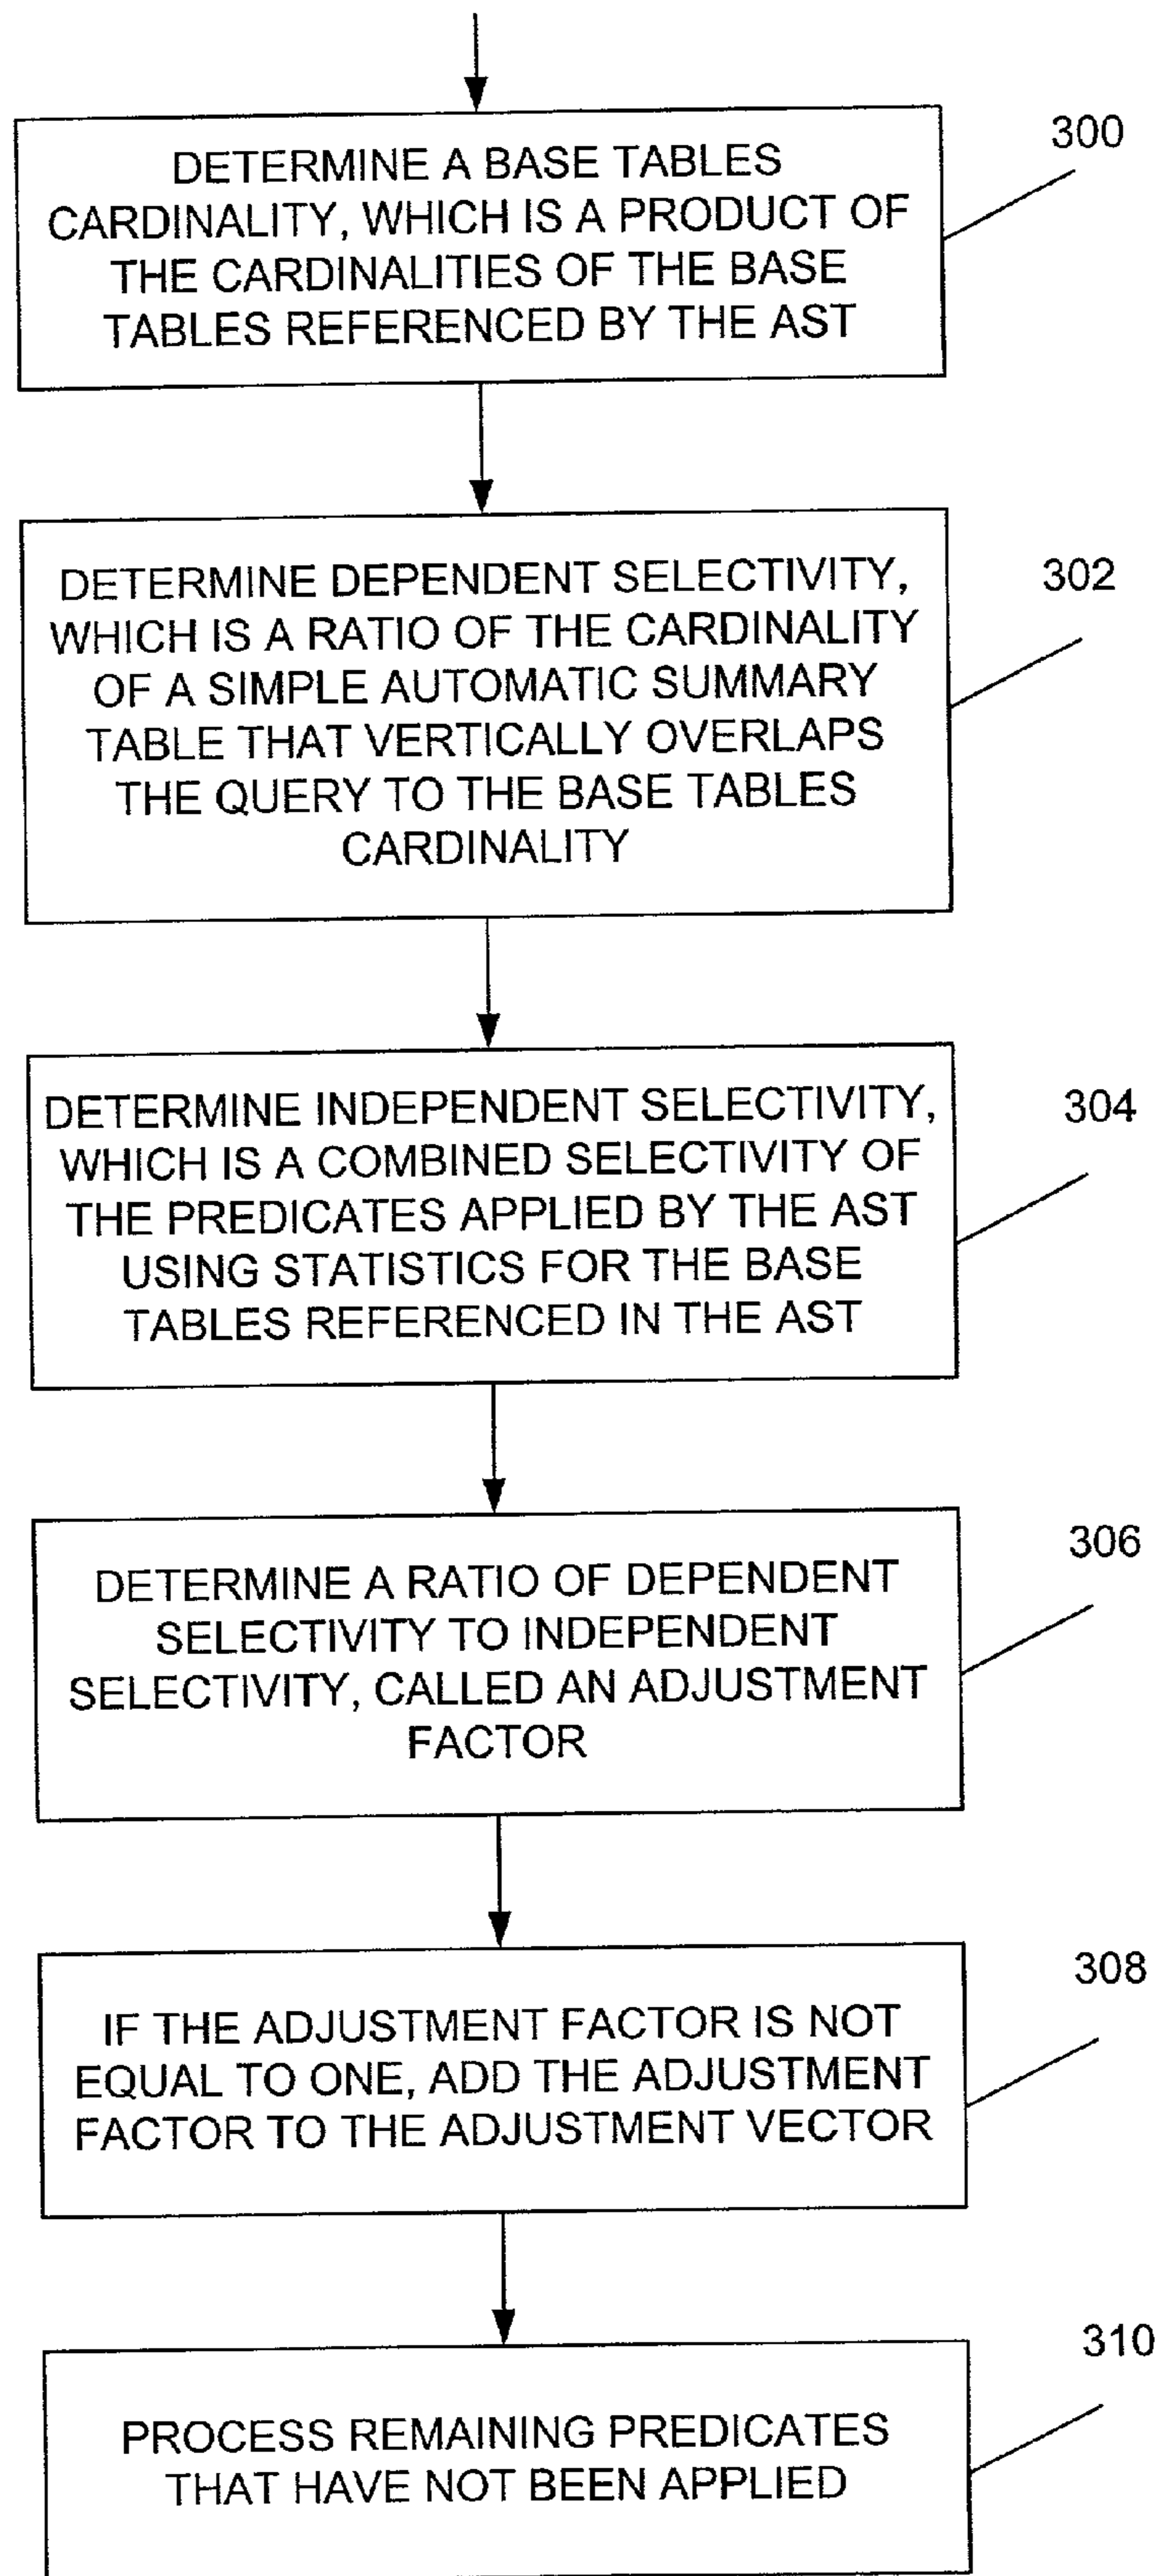 300
DETERMINE A BASE TABLES
CARDINALITY, WHICH IS A PRODUCT OF
THE CARDINALITIES OF THE BASE
TABLES REFERENCED BY THE AST
302
DETERMINE DEPENDENT SELECTIVITY,
WHICH IS A RATIO OF THE CARDINALITY
OF A SIMPLE AUTOMATIC SUMMARY
TABLE THAT VERTICALLY OVERLAPS
THE QUERY TO THE BASE TABLES
CARDINALITY
304
DETERMINE INDEPENDENT SELECTIVITY,
WHICH IS A COMBINED SELECTIVITY OF
THE PREDICATES APPLIED BY THE AST
USING STATISTICS FOR THE BASE
TABLES REFERENCED IN THE AST
306
DETERMINE A RATIO OF DEPENDENT
SELECTIVITY TO INDEPENDENT
SELECTIVITY, CALLED AN ADJUSTMENT
FACTOR
308
IF THE ADJUSTMENT FACTOR IS NOT
EQUAL TO ONE, ADD THE ADJUSTMENT
FACTOR TO THE ADJUSTMENT VECTOR
310
PROCESS REMAINING PREDICATES
THAT HAVE NOT BEEN APPLIED